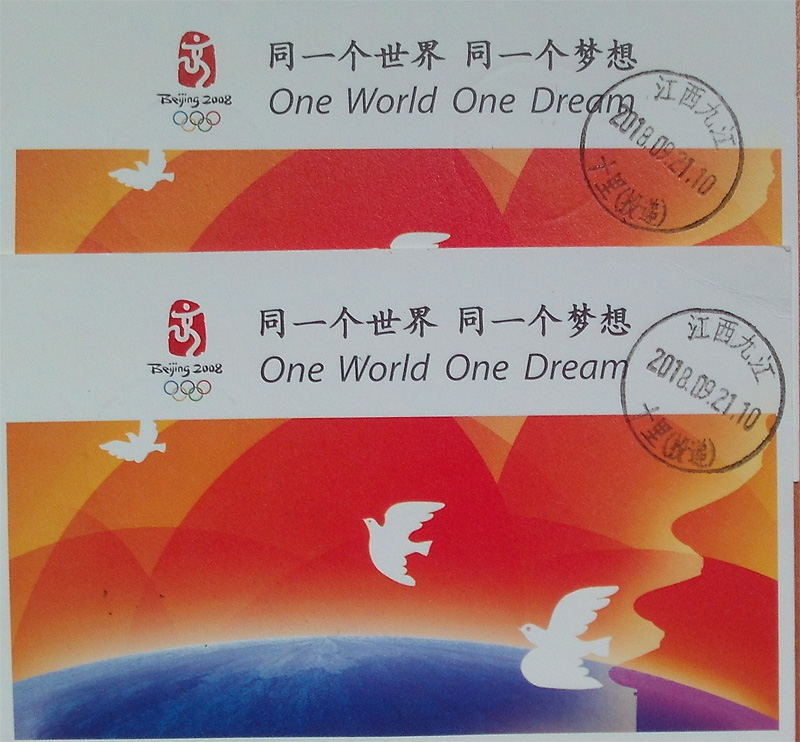 同一个世界 同一个梦想
Beijing 2008
One World One Dream
江西九江
2018.09.21.10
十里(投递)
同一个世界 同一个梦想
Beijing 2008
One World One Dream
江西九江
2018.09.21.10
十里(投递)